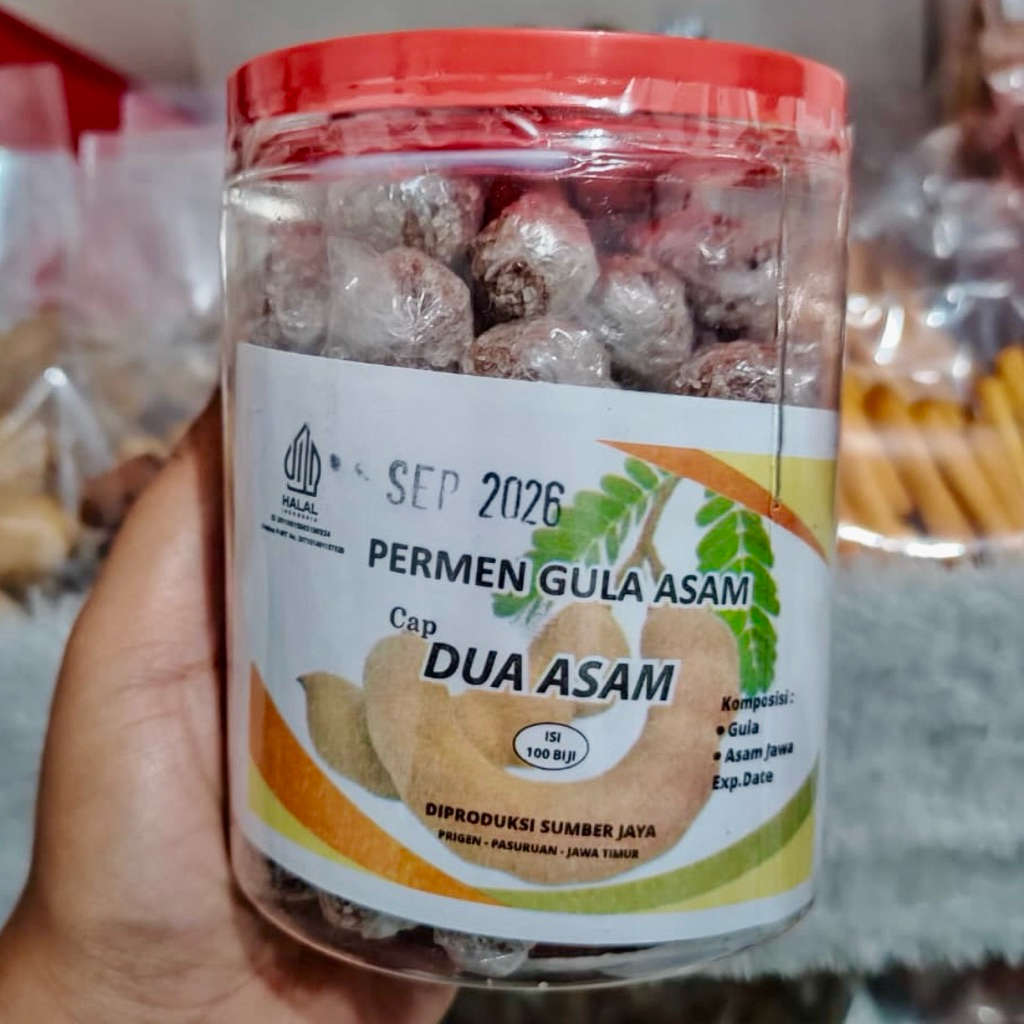 SEP 2026
HALAL
INDONESIA
PERMEN GULA ASAM
Cap
DUA ASAM
ISI
100 BIJI
Komposisi :
• Gula
• Asam Jawa
Exp.Date
DIPRODUKSI SUMBER JAYA
PRIGEN - PASURUAN - JAWA TIMUR